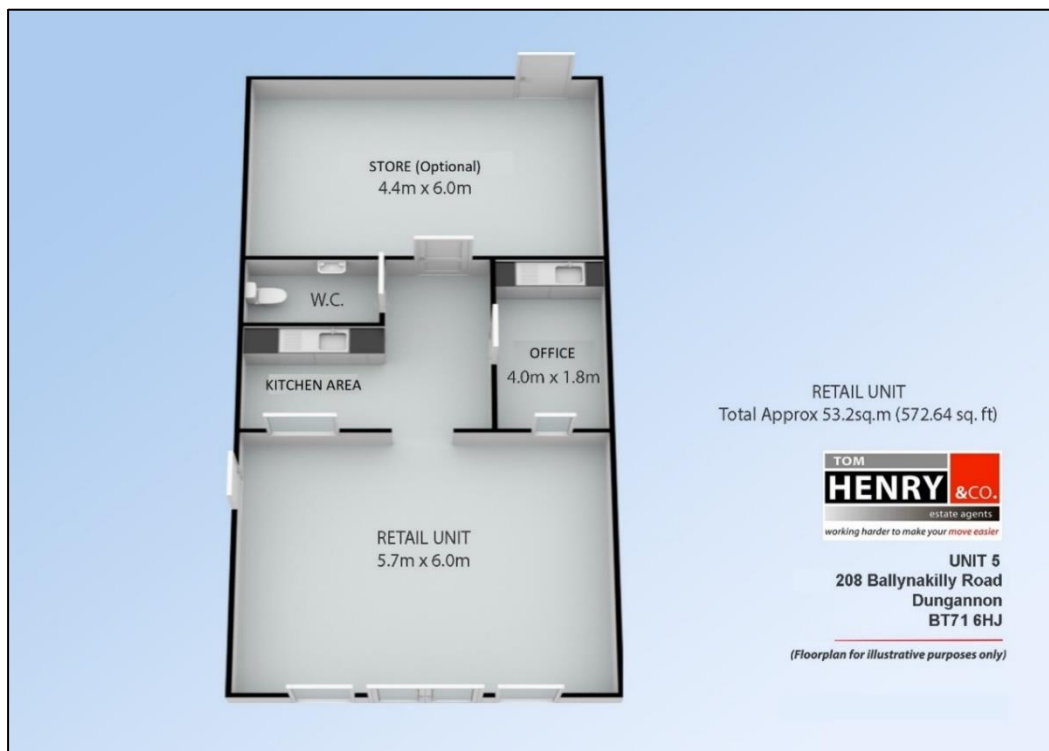 STORE (Optional)
4.4m x 6.0m
W.C.
OFFICE
4.0m x 1.8m
KITCHEN AREA
RETAIL UNIT
5.7m x 6.0m
RETAIL UNIT
Total Approx 53.2sq.m (572.64 sq. ft)
TOM
HENRY &CO.
estate agents
working harder to make your move easier
UNIT 5
208 Ballynakilly Road
Dungannon
BT71 6HJ
(Floorplan for illustrative purposes only)